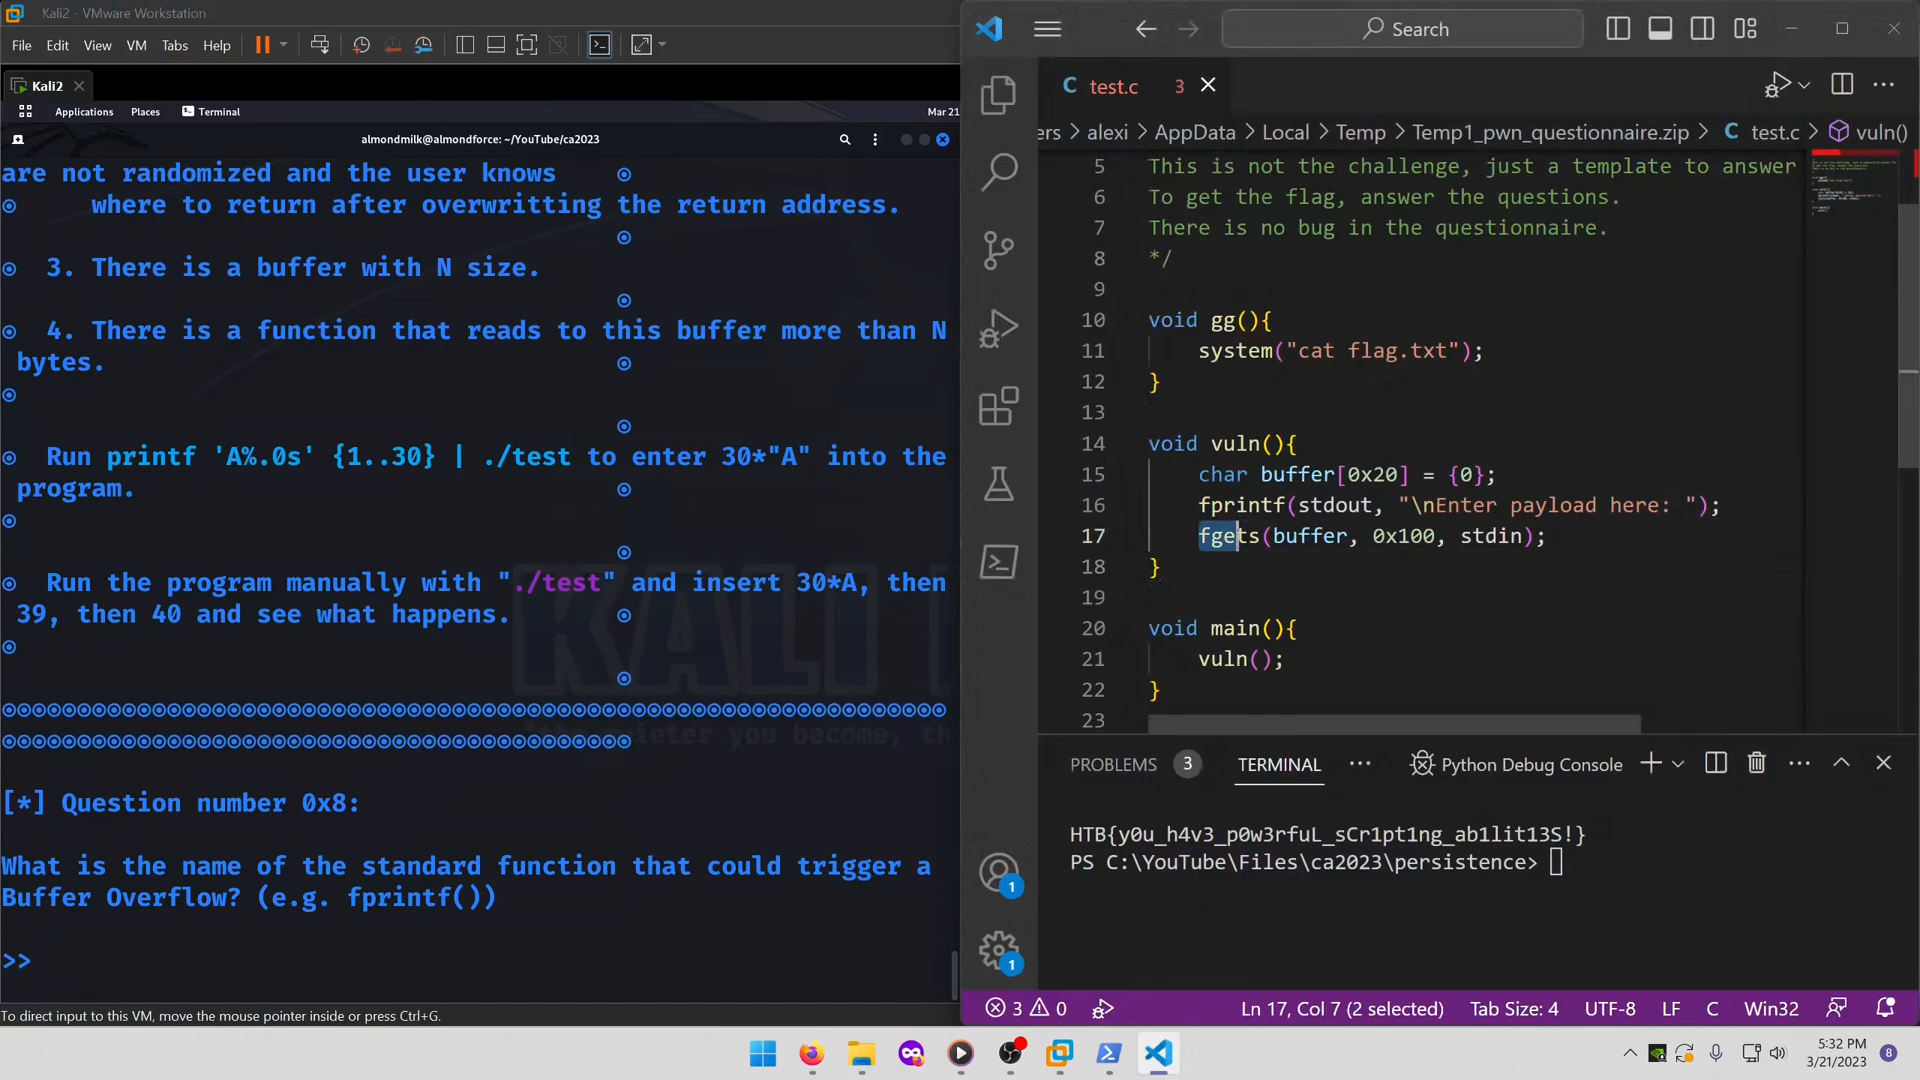 Kali2 - VMware Workstation
File Edit View VM Tabs Help
Kali2
Applications Places Terminal Mar 21
almondmilk@almondforce: ~/YouTube/ca2023
are not randomized and the user knows
where to return after overwritting the return address.
3. There is a buffer with N size.
4. There is a function that reads to this buffer more than N
bytes.
Run printf 'A%.0s' {1..30} | ./test to enter 30*"A" into the
program.
Run the program manually with "./test" and insert 30*A, then
39, then 40 and see what happens.
KALI
"the quieter you become, th
[*] Question number 0x8:
What is the name of the standard function that could trigger a
Buffer Overflow? (e.g. fprintf())
>>
To direct input to this VM, move the mouse pointer inside or press Ctrl+G.
Search
C test.c 3
ers > alexi > AppData > Local > Temp > Temp1_pwn_questionnaire.zip > C test.c > vuln()
5 This is not the challenge, just a template to answer
6 To get the flag, answer the questions.
7 There is no bug in the questionnaire.
8 */
9
10 void gg(){
11 system("cat flag.txt");
12 }
13
14 void vuln(){
15 char buffer[0x20] = {0};
16 fprintf(stdout, "\nEnter payload here: ");
17 fgets(buffer, 0x100, stdin);
18 }
19
20 void main(){
21 vuln();
22 }
23
PROBLEMS 3 TERMINAL ··· Python Debug Console
HTB{y0u_h4v3_p0w3rfuL_sCr1pt1ng_ab1lit13S!}
PS C:\YouTube\Files\ca2023\persistence>
1
1
3 0 Ln 17, Col 7 (2 selected) Tab Size: 4 UTF-8 LF C Win32
5:32 PM
3/21/2023 8